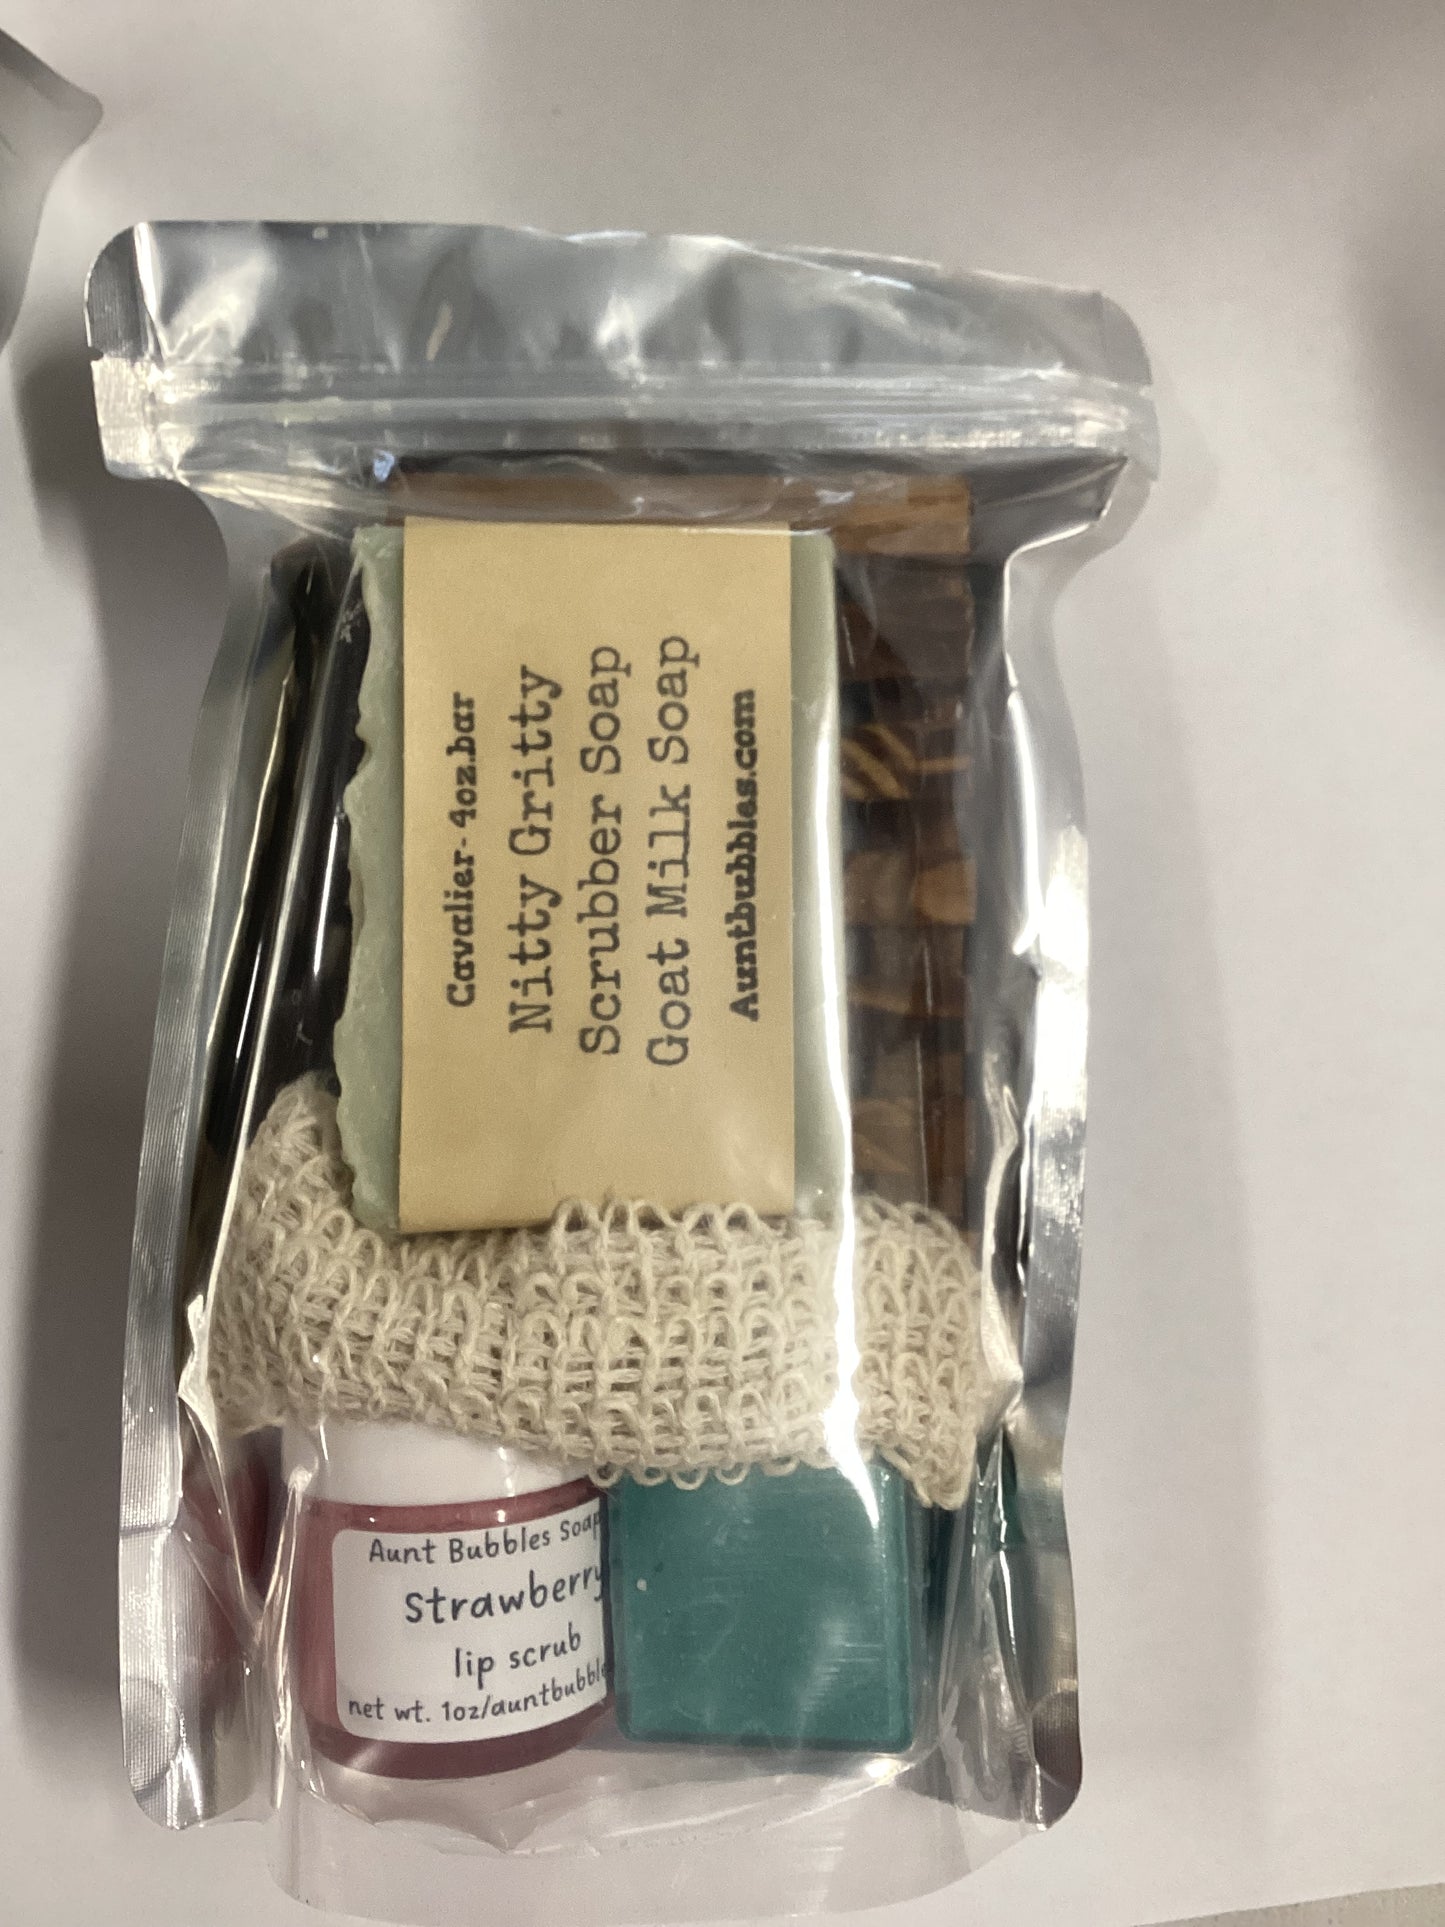 Cavalier- 4oz.bar
Nitty Gritty
Scrubber Soap
Goat Milk Soap
Auntbubbles.com
Aunt Bubbles Soap
Strawberry
lip scrub
net wt. 1oz/auntbubble